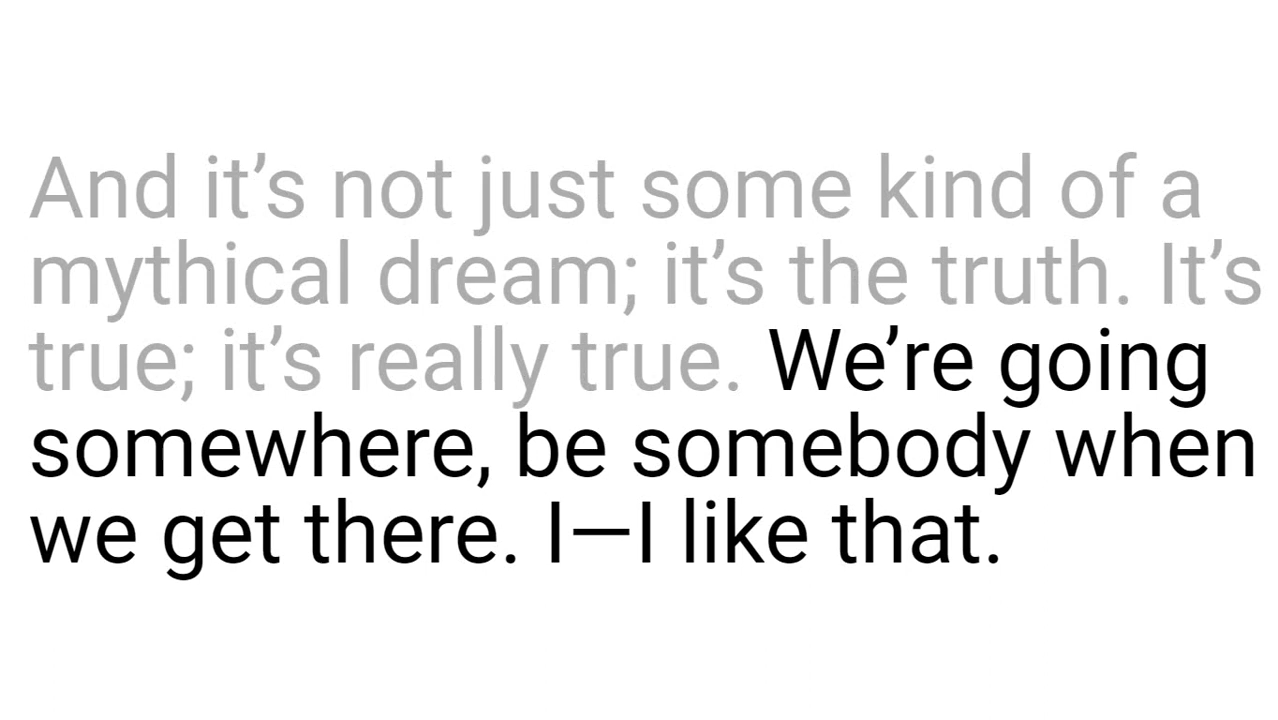 And it’s not just some kind of a
mythical dream; it’s the truth. It’s
true; it’s really true. We’re going
somewhere, be somebody when
we get there. I—I like that.